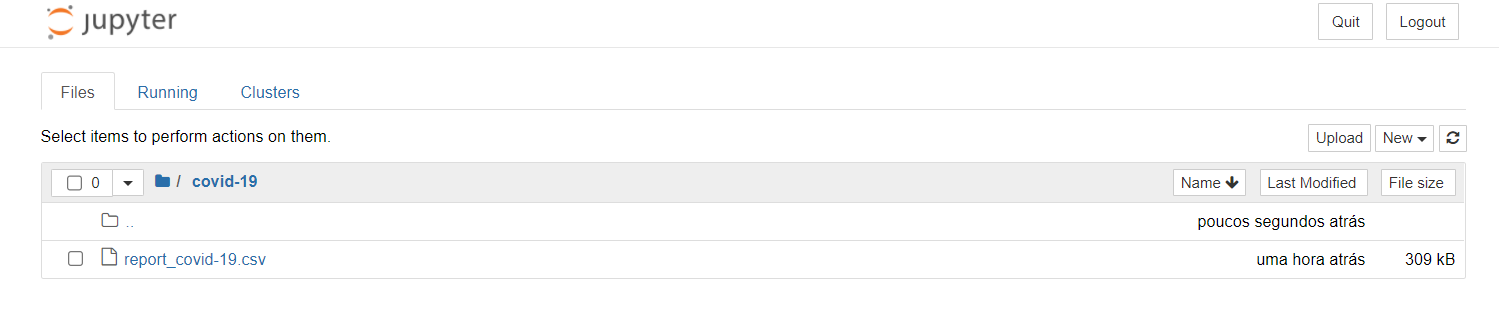 jupyter Quit Logout
Files Running Clusters
Select items to perform actions on them. Upload New
0 / covid-19 Name Last Modified File size
.. poucos segundos atrás
report_covid-19.csv uma hora atrás 309 kB